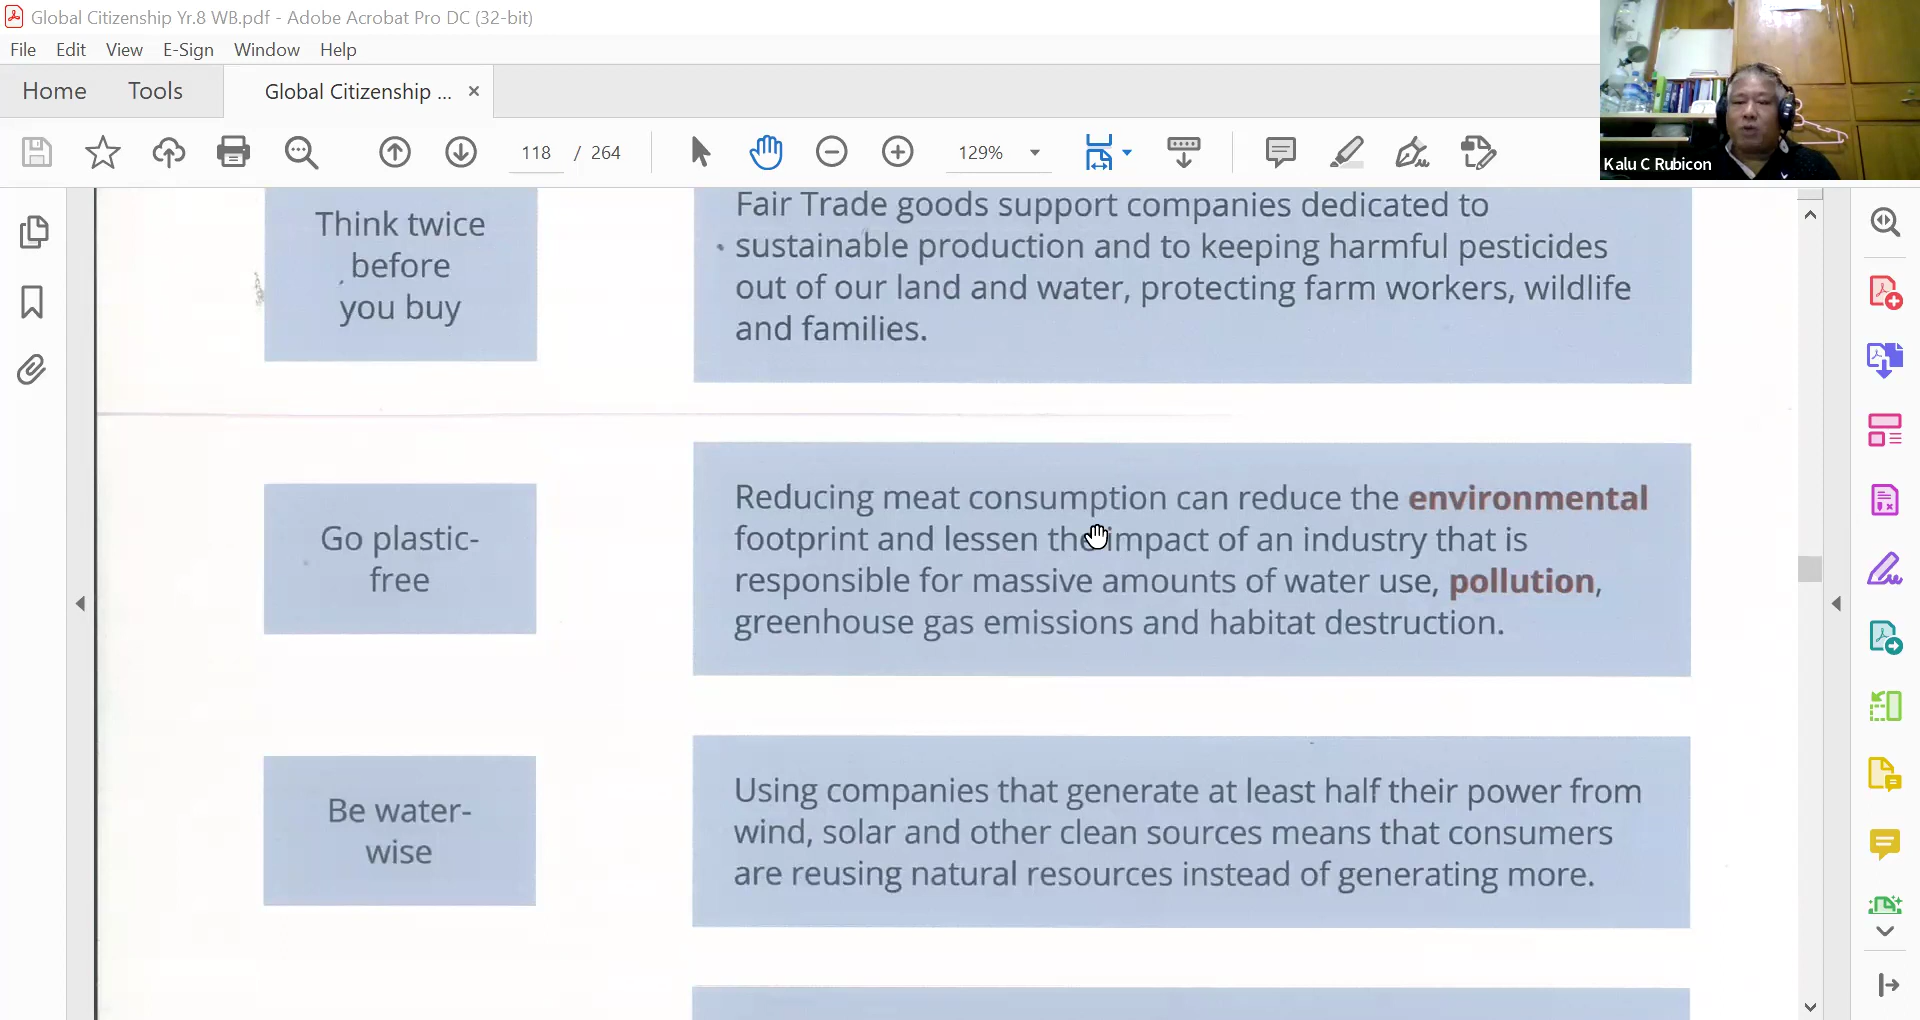 Global Citizenship Yr.8 WB.pdf - Adobe Acrobat Pro DC (32-bit)
File Edit View E-Sign Window Help
Home Tools Global Citizenship ... ×
118 / 264 129%
Kalu C Rubicon
Think twice
before
you buy
Fair Trade goods support companies dedicated to
sustainable production and to keeping harmful pesticides
out of our land and water, protecting farm workers, wildlife
and families.
Go plastic-
free
Reducing meat consumption can reduce the environmental
footprint and lessen the impact of an industry that is
responsible for massive amounts of water use, pollution,
greenhouse gas emissions and habitat destruction.
Be water-
wise
Using companies that generate at least half their power from
wind, solar and other clean sources means that consumers
are reusing natural resources instead of generating more.